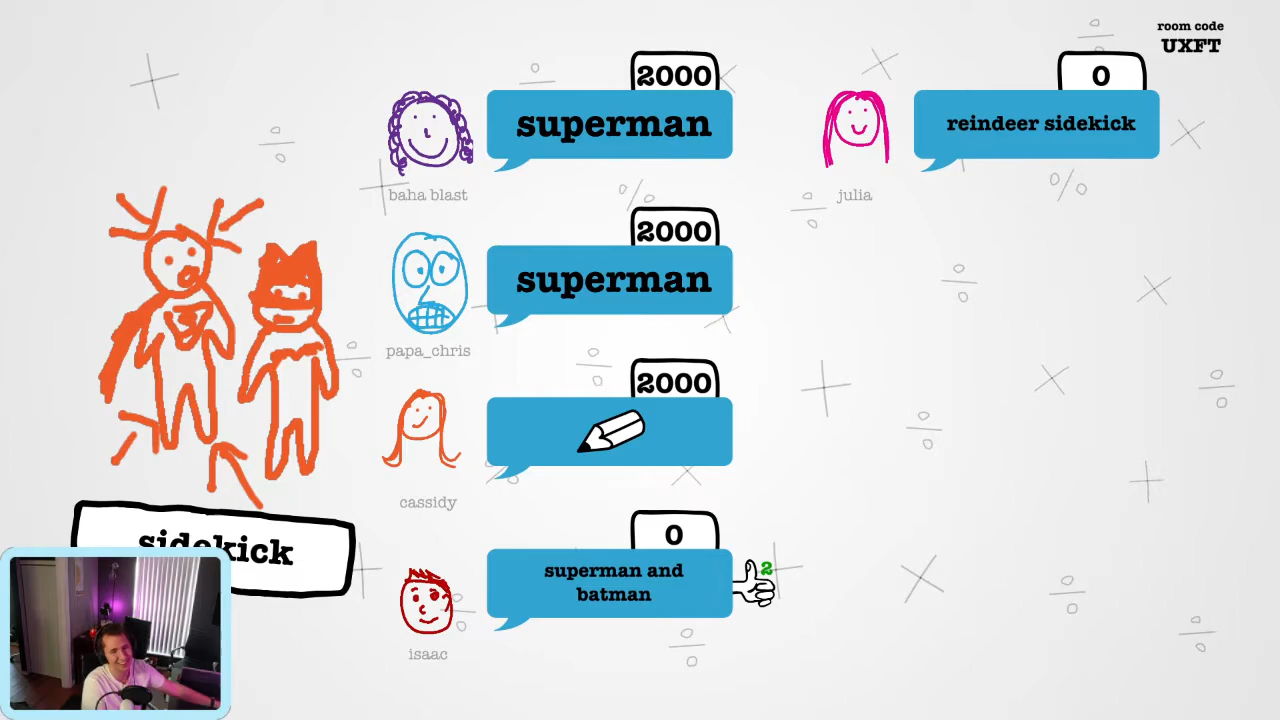 room code
UXFT
2000
superman
baha blast
0
reindeer sidekick
julia
2000
superman
papa_chris
2000
cassidy
0
superman and
batman
2
isaac
sidekick